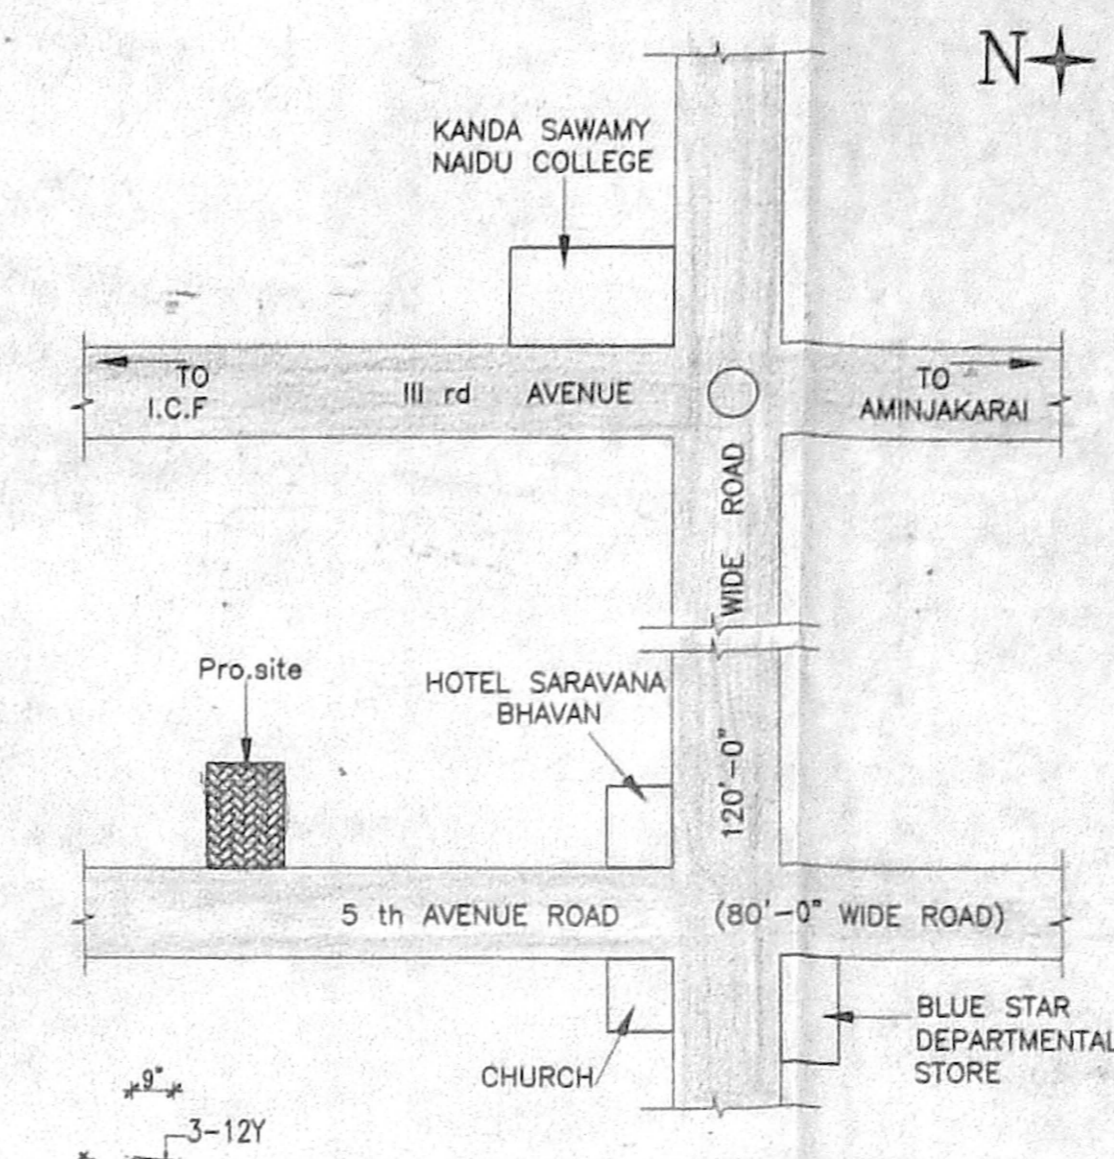 N
KANDA SAWAMY
NAIDU COLLEGE
TO
I.C.F
III rd AVENUE
TO
AMINJAKARAI
WIDE ROAD
Pro.site
HOTEL SARAVANA
BHAVAN
120'-0"
5 th AVENUE ROAD (80'-0" WIDE ROAD)
BLUE STAR
DEPARTMENTAL
STORE
CHURCH
9"
3-12Y